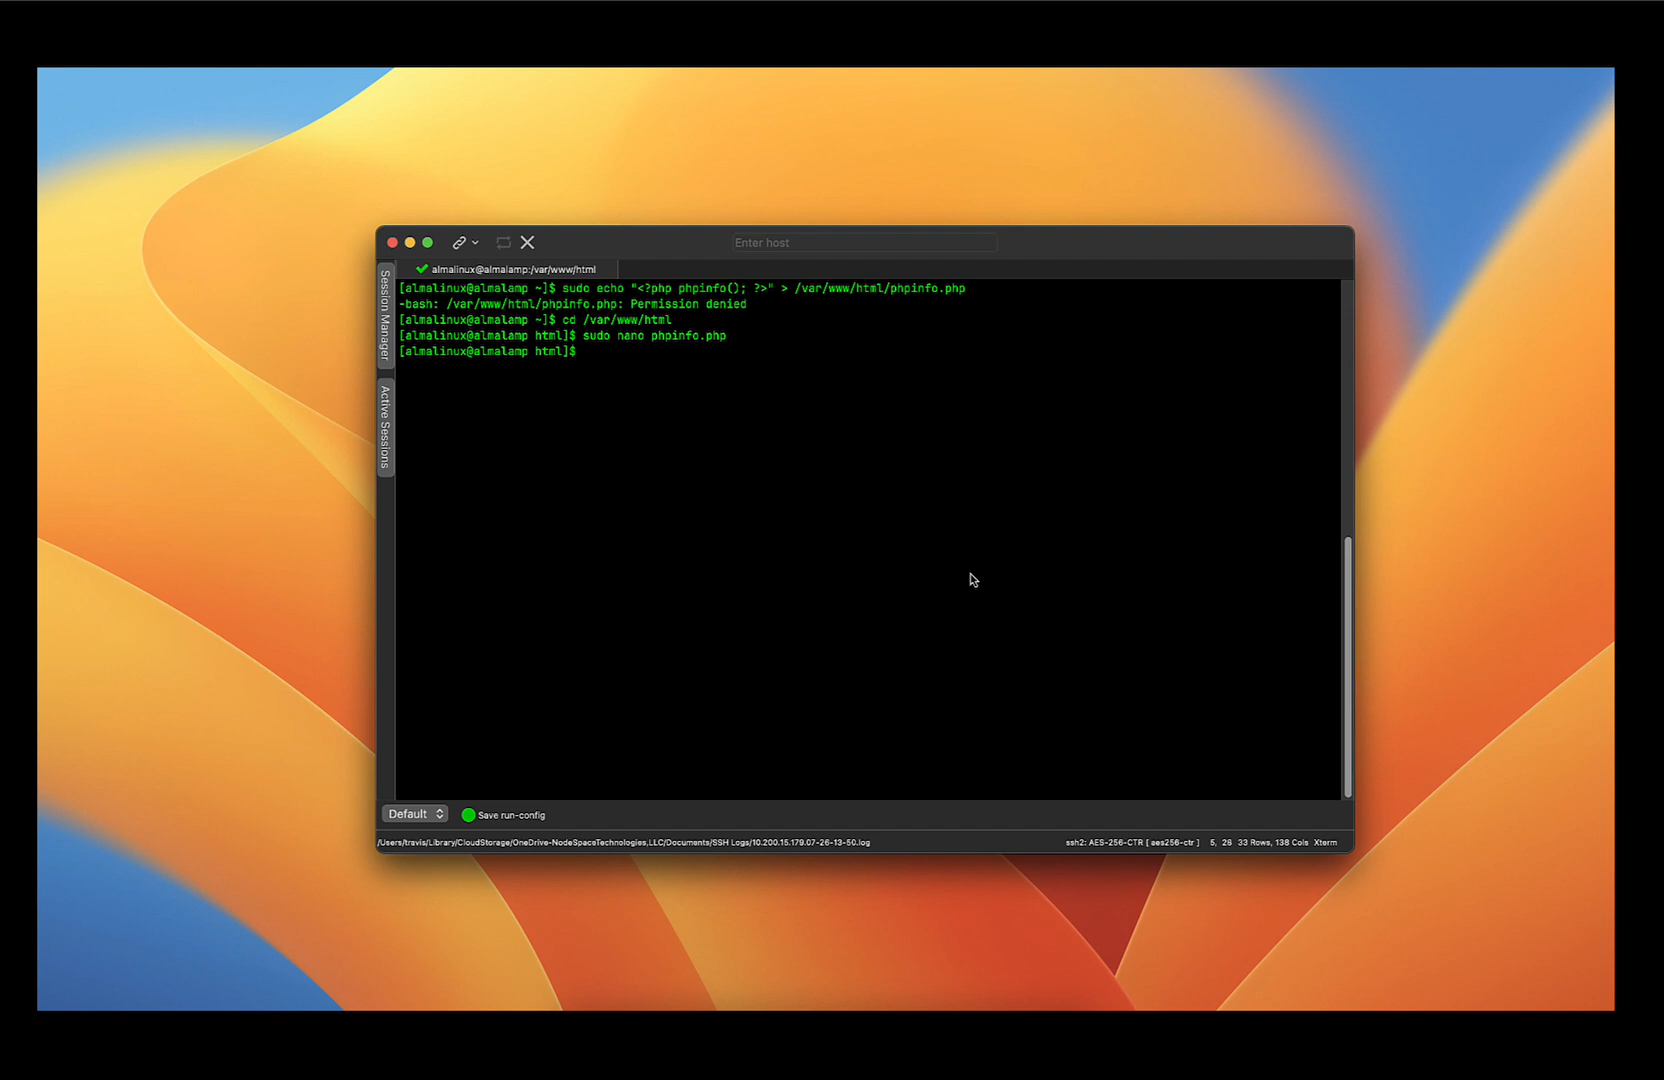 Enter host
almalinux@almalamp:/var/www/html
Session Manager
Active Sessions
[almalinux@almalamp ~]$ sudo echo "<?php phpinfo(); ?>" > /var/www/html/phpinfo.php
-bash: /var/www/html/phpinfo.php: Permission denied
[almalinux@almalamp ~]$ cd /var/www/html
[almalinux@almalamp html]$ sudo nano phpinfo.php
[almalinux@almalamp html]$
Default
Save run-config
/Users/travis/Library/CloudStorage/OneDrive-NodeSpaceTechnologies,LLC/Documents/SSH Logs/10.200.15.179.07-26-13-50.log
ssh2: AES-256-CTR [ aes256-ctr ] 5, 28 33 Rows, 138 Cols Xterm